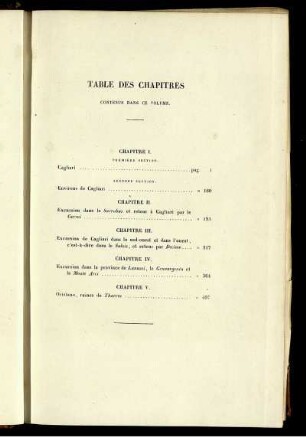 TABLE DES CHAPITRES
CONTENUS DANS CE VOLUME.
CHAPITRE I.
PREMIÈRE SECTION.
Cagliari pag. 1
SECONDE SECTION.
Environs de Cagliari
CHAPITRE II.
Excursion dans le Sarrabus et retour à Cagliari par le
Gerrei
CHAPITRE III.
Excursion de Cagliari dans le sud-ouest et dans l'ouest,
c'est-à-dire dans le Sulcis, et retour par
CHAPITRE IV.
Excursion dans la province de Lanusei, le et
le Mont Arci
CHAPITRE V.
Oristano, ruines de Tharros